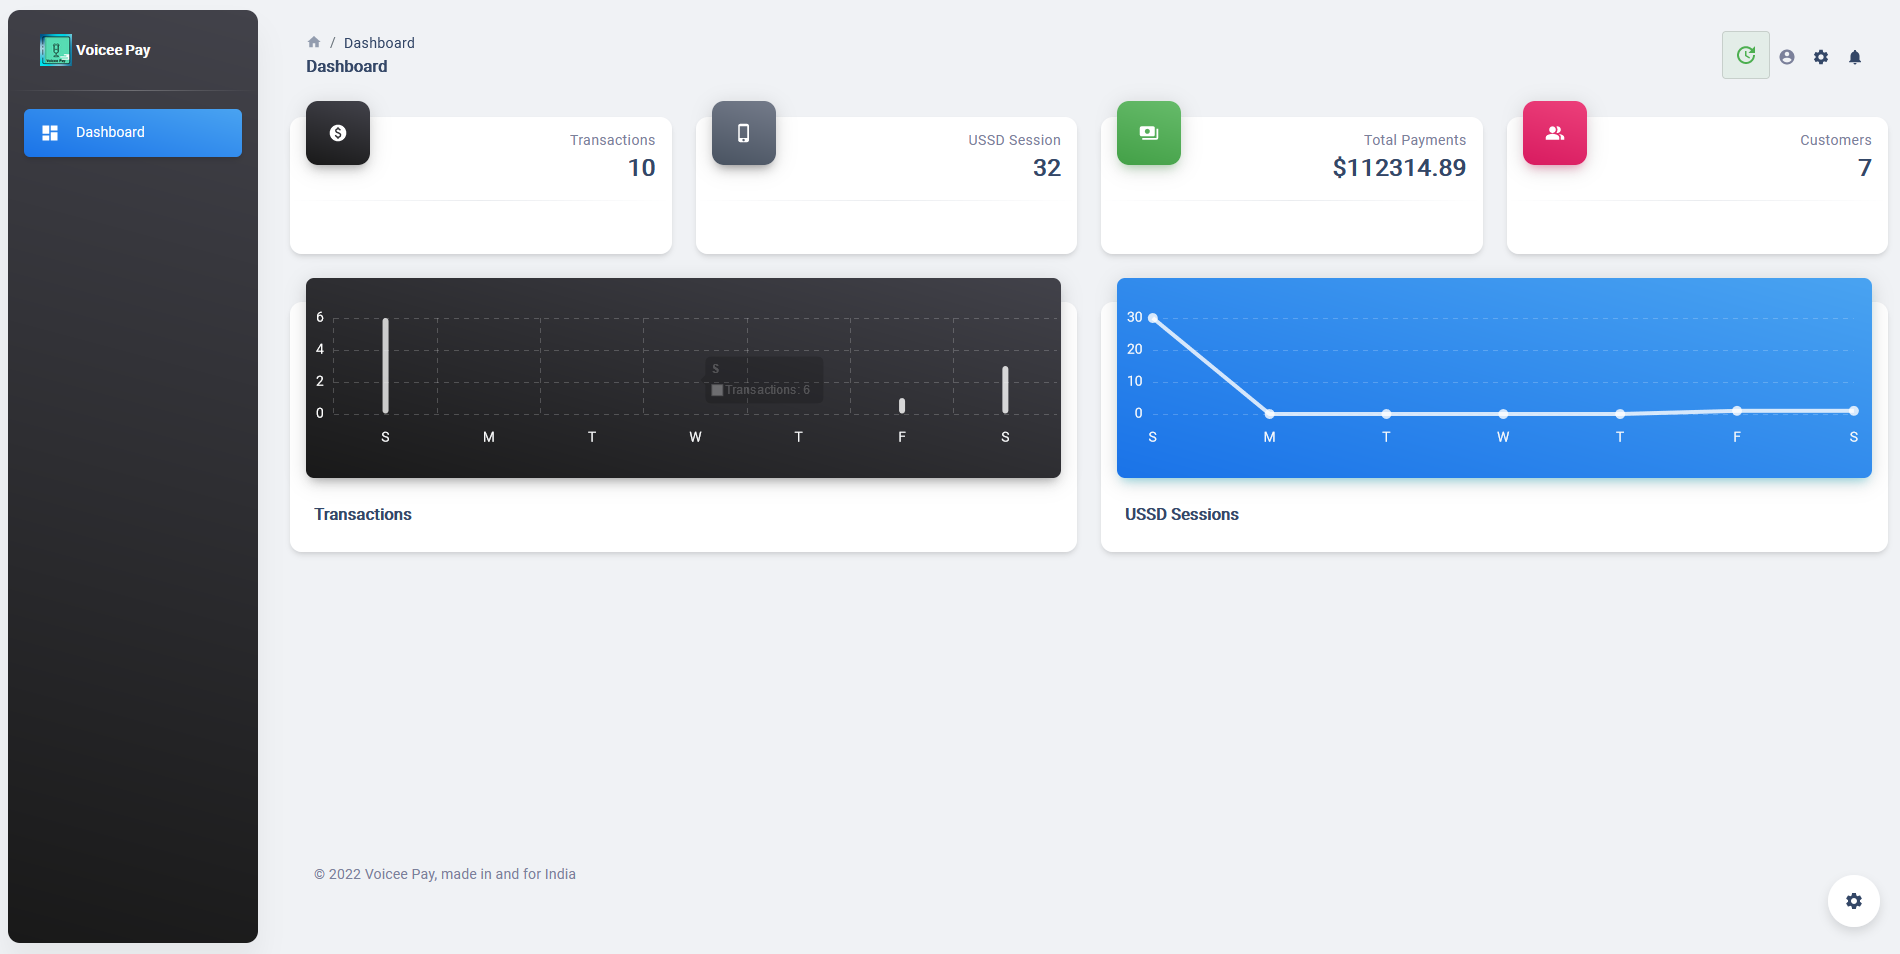 Voicee Pay
Dashboard
/ Dashboard
Dashboard
Transactions
10
USSD Session
32
Total Payments
$112314.89
Customers
7
6
4
2
0
S M T W T F S
S
Transactions: 6
Transactions
30
20
10
0
S M T W T F S
USSD Sessions
© 2022 Voicee Pay, made in and for India